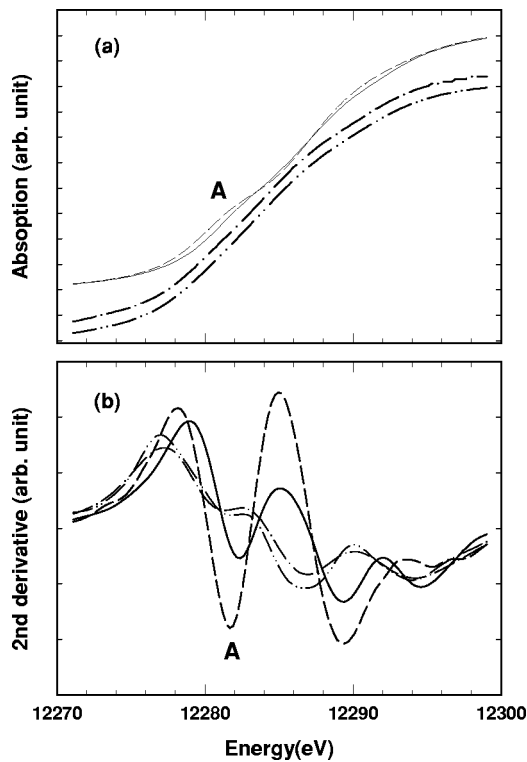 (a)
Absoption (arb. unit)
A
(b)
2nd derivative (arb. unit)
A
12270 12280 12290 12300
Energy(eV)